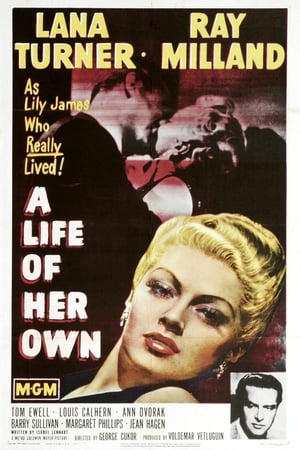 LANA TURNER · RAY MILLAND
As
Lily James
Who
Really
Lived!
A
LIFE
OF
HER
OWN
M-G-M
TOM EWELL · LOUIS CALHERN · ANN DVORAK
BARRY SULLIVAN · MARGARET PHILLIPS · JEAN HAGEN
WRITTEN BY ISOBEL LENNART
A METRO GOLDWYN MAYER PICTURE
DIRECTED BY GEORGE CUKOR PRODUCED BY VOLDEMAR VETLUGUIN